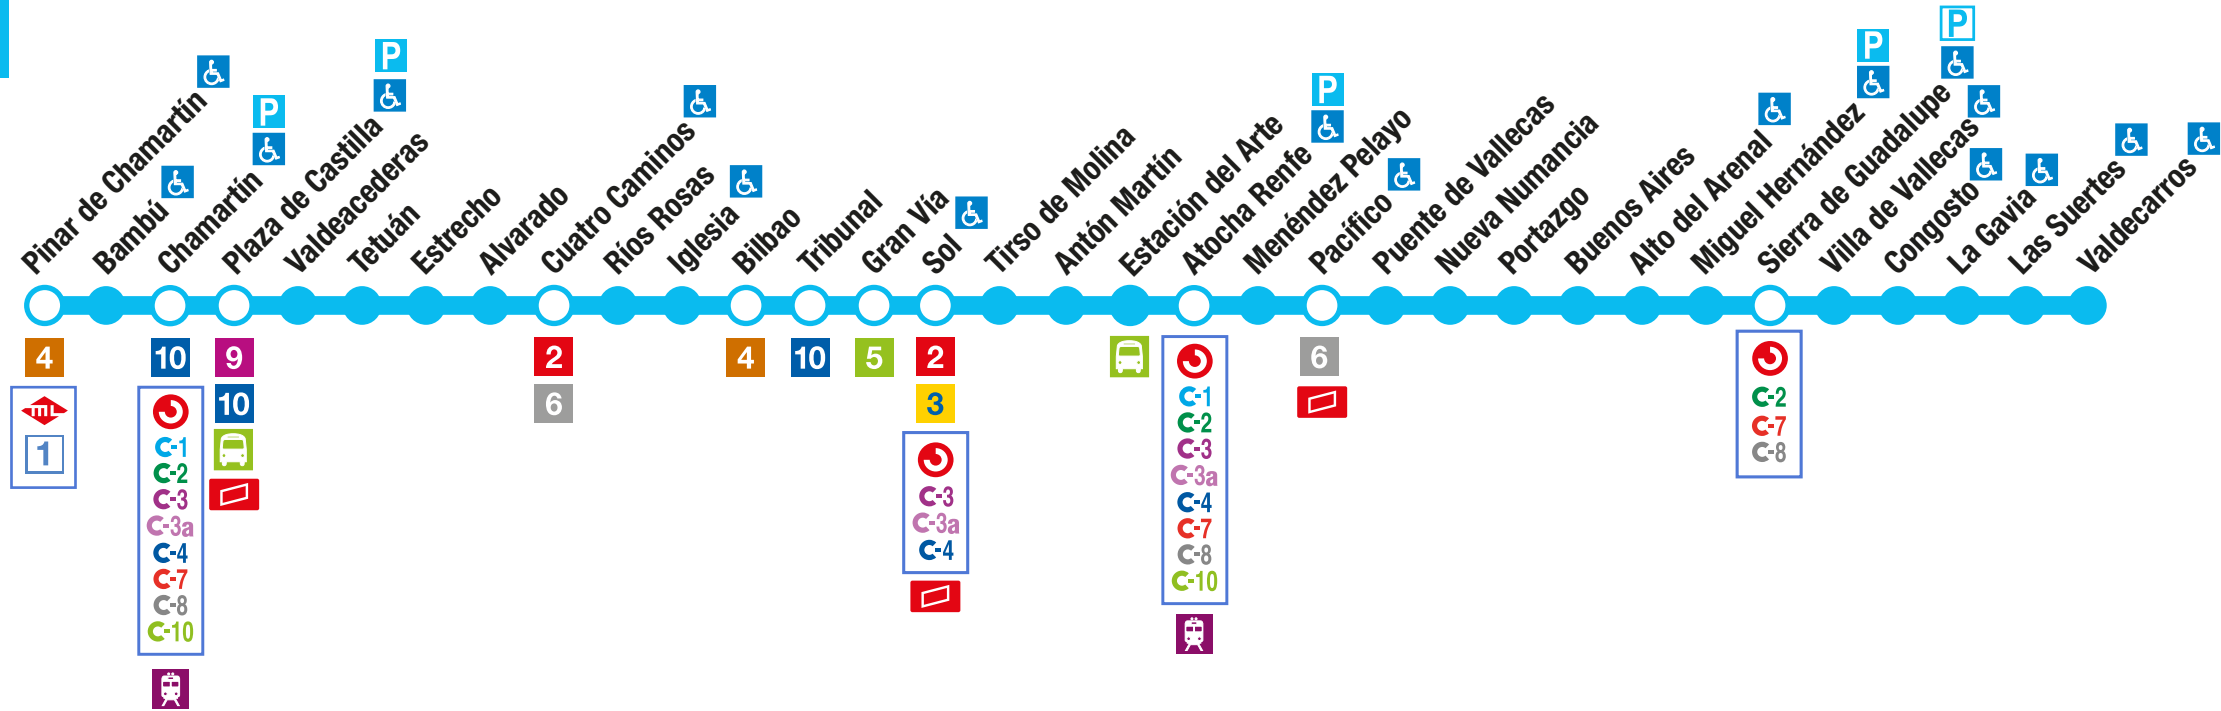 Pinar de Chamartín
Bambú
Chamartín
P
Plaza de Castilla
P
Valdeacederas
Tetuán
Estrecho
Alvarado
Cuatro Caminos
Ríos Rosas
Iglesia
Bilbao
Tribunal
Gran Vía
Sol
Tirso de Molina
Antón Martín
Estación del Arte
Atocha Renfe
P
Menéndez Pelayo
Pacífico
Puente de Vallecas
Nueva Numancia
Portazgo
Buenos Aires
Alto del Arenal
Miguel Hernández
P
Sierra de Guadalupe
P
Villa de Vallecas
Congosto
La Gavia
Las Suertes
Valdecarros
4
ML
1
10
C-1
C-2
C-3
C-3a
C-4
C-7
C-8
C-10
9
10
2
6
4
10
5
2
3
C-3
C-3a
C-4
C-1
C-2
C-3
C-3a
C-4
C-7
C-8
C-10
6
C-2
C-7
C-8